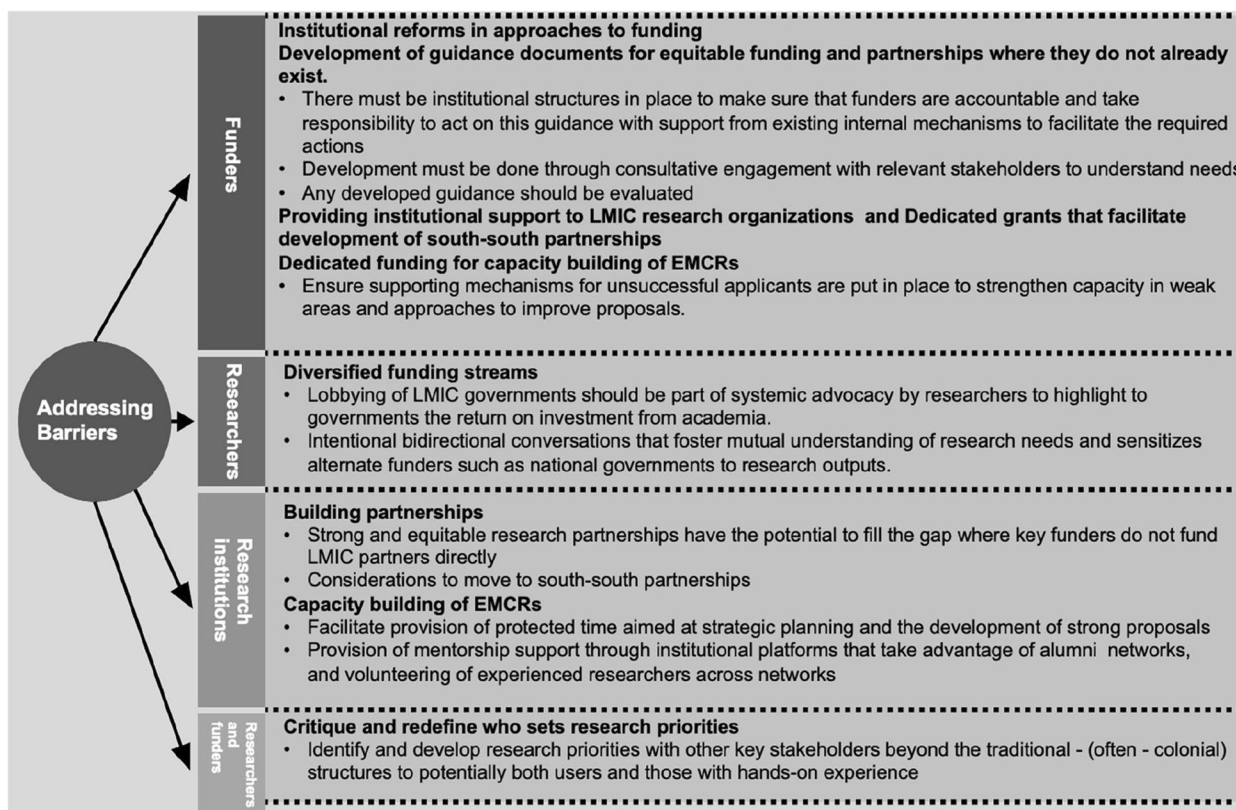 Addressing
Barriers
Funders
Institutional reforms in approaches to funding
Development of guidance documents for equitable funding and partnerships where they do not already
exist.
• There must be institutional structures in place to make sure that funders are accountable and take
responsibility to act on this guidance with support from existing internal mechanisms to facilitate the required
actions
• Development must be done through consultative engagement with relevant stakeholders to understand needs
• Any developed guidance should be evaluated
Providing institutional support to LMIC research organizations and Dedicated grants that facilitate
development of south-south partnerships
Dedicated funding for capacity building of EMCRs
• Ensure supporting mechanisms for unsuccessful applicants are put in place to strengthen capacity in weak
areas and approaches to improve proposals.
Researchers
Diversified funding streams
• Lobbying of LMIC governments should be part of systemic advocacy by researchers to highlight to
governments the return on investment from academia.
• Intentional bidirectional conversations that foster mutual understanding of research needs and sensitizes
alternate funders such as national governments to research outputs.
Research
institutions
Building partnerships
• Strong and equitable research partnerships have the potential to fill the gap where key funders do not fund
LMIC partners directly
• Considerations to move to south-south partnerships
Capacity building of EMCRs
• Facilitate provision of protected time aimed at strategic planning and the development of strong proposals
• Provision of mentorship support through institutional platforms that take advantage of alumni networks,
and volunteering of experienced researchers across networks
Researchers
and
funders
Critique and redefine who sets research priorities
• Identify and develop research priorities with other key stakeholders beyond the traditional - (often - colonial)
structures to potentially both users and those with hands-on experience